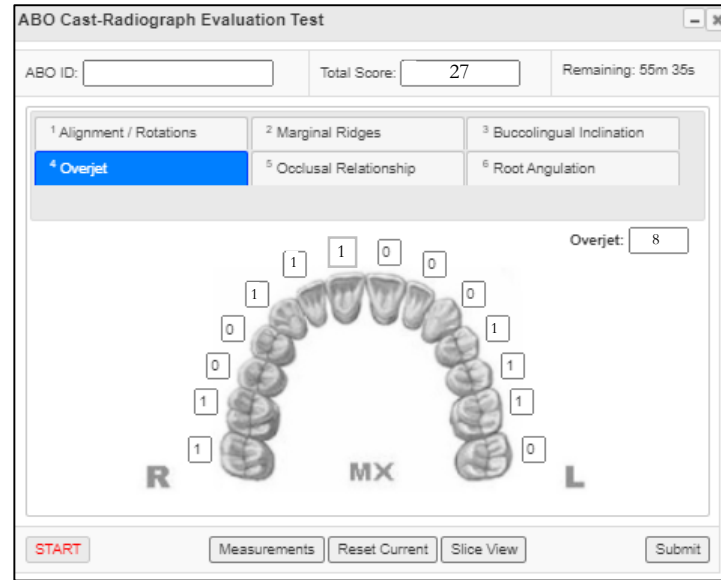 ABO Cast-Radiograph Evaluation Test
ABO ID:
Total Score: 27
Remaining: 55m 35s
1 Alignment / Rotations
2 Marginal Ridges
3 Buccolingual Inclination
4 Overjet
5 Occlusal Relationship
6 Root Angulation
Overjet: 8
1 1 0 0
1 0
0 1
0 1
1 1
1 0
R MX L
START
Measurements
Reset Current
Slice View
Submit